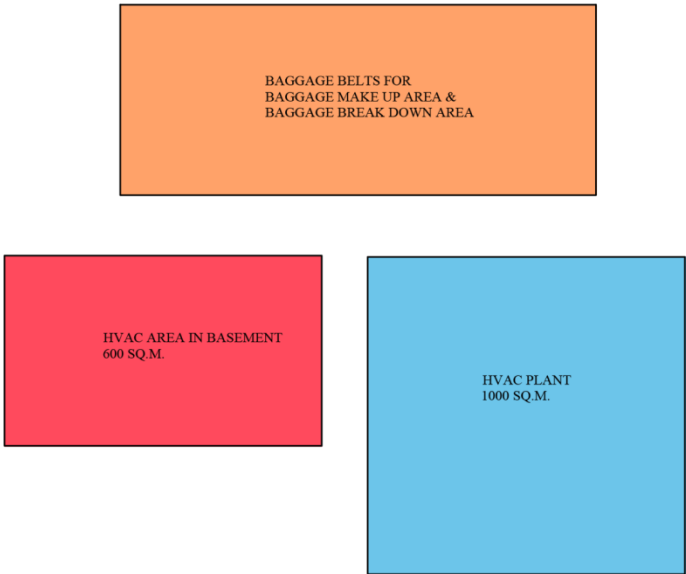 BAGGAGE BELTS FOR
BAGGAGE MAKE UP AREA &
BAGGAGE BREAK DOWN AREA
HVAC AREA IN BASEMENT
600 SQ.M.
HVAC PLANT
1000 SQ.M.